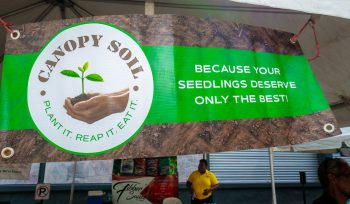 CANOPY SOIL
PLANT IT. REAP IT. EAT IT.
BECAUSE YOUR
SEEDLINGS DESERVE
ONLY THE BEST!